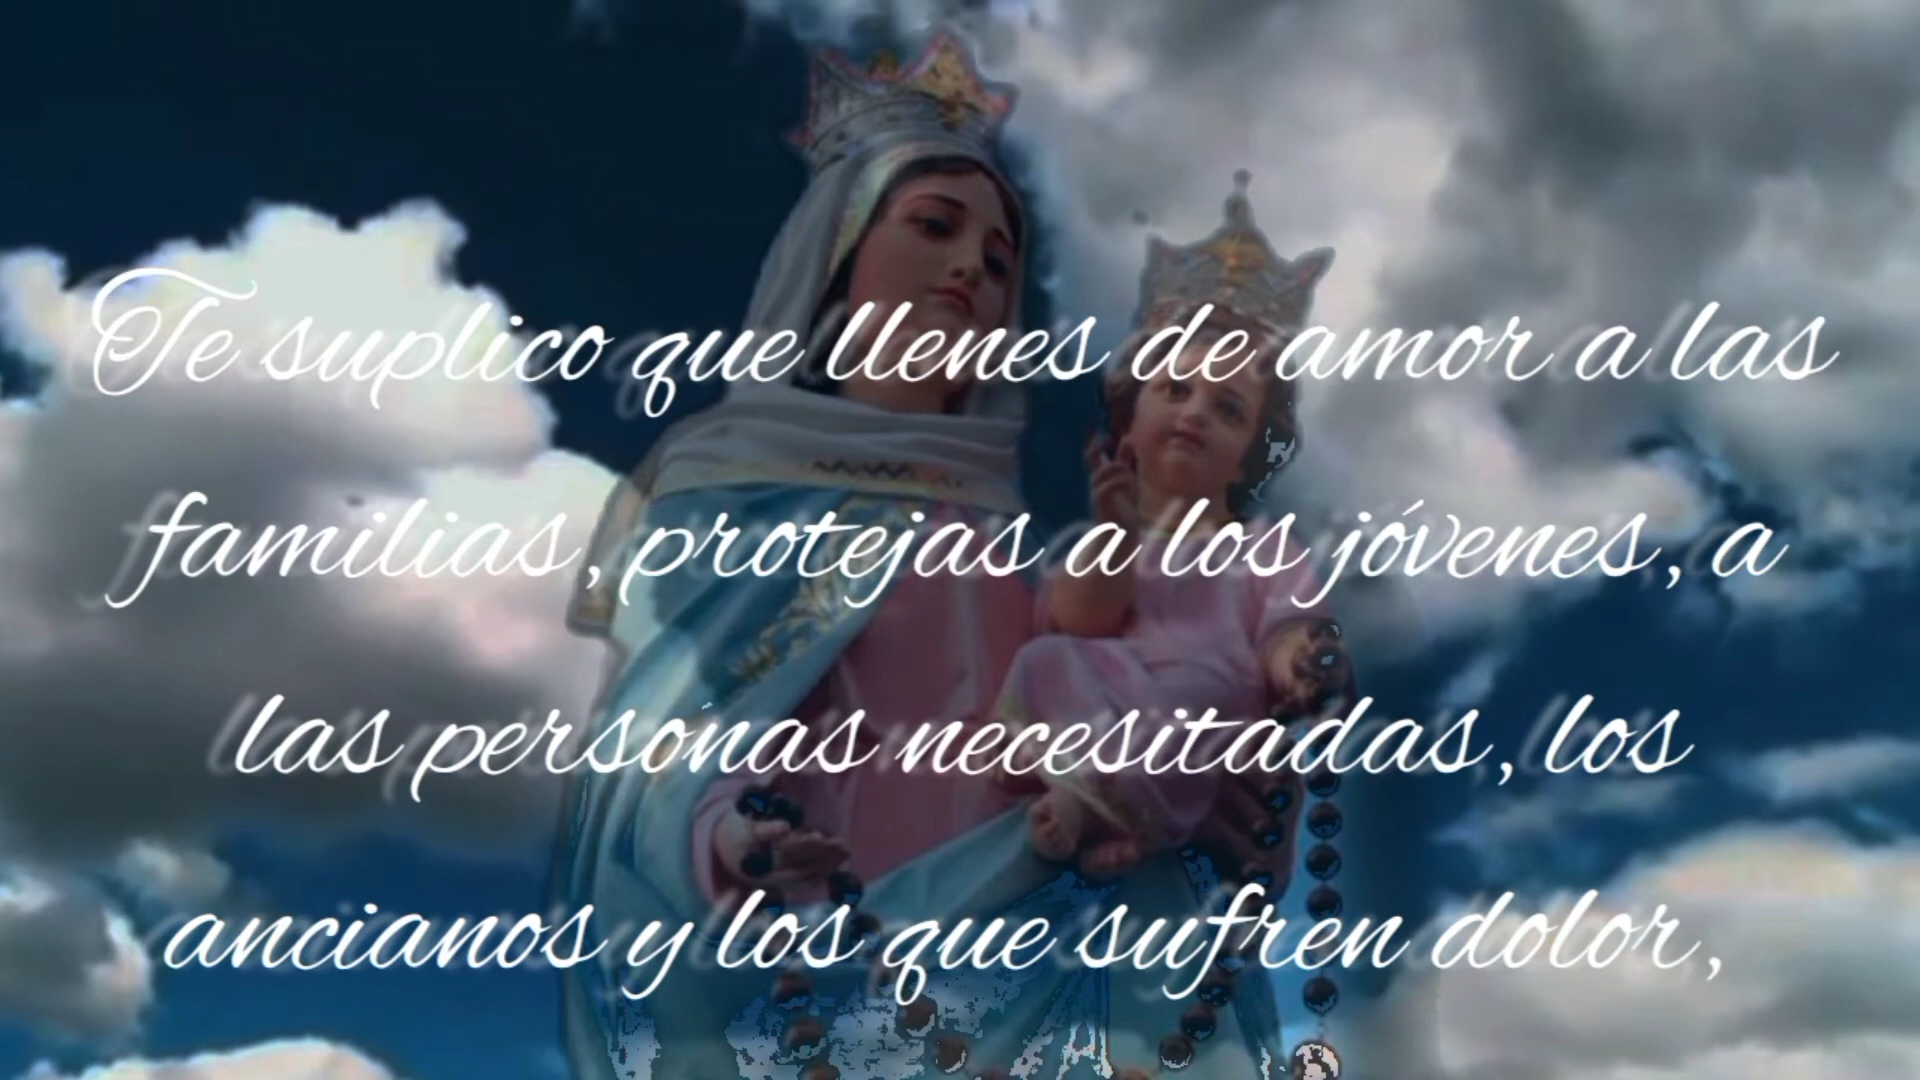 Te suplico que llenes de amor a las
familias, protejas a los jóvenes, a
las personas necesitadas, los
ancianos y los que sufren dolor,